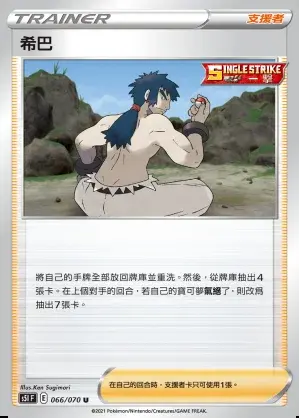 TRAINER
支援者
希巴
SINGLE STRIKE
一擊
將自己的手牌全部放回牌庫並重洗。然後，從牌庫抽出4
張卡。在上個對手的回合，若自己的寶可夢氣絕了，則改為
抽出7張卡。
Illus.Ken Sugimori
在自己的回合時，支援者卡只可使用1張。
s5I F E 066/070 U
©2021 Pokémon/Nintendo/Creatures/GAME FREAK.